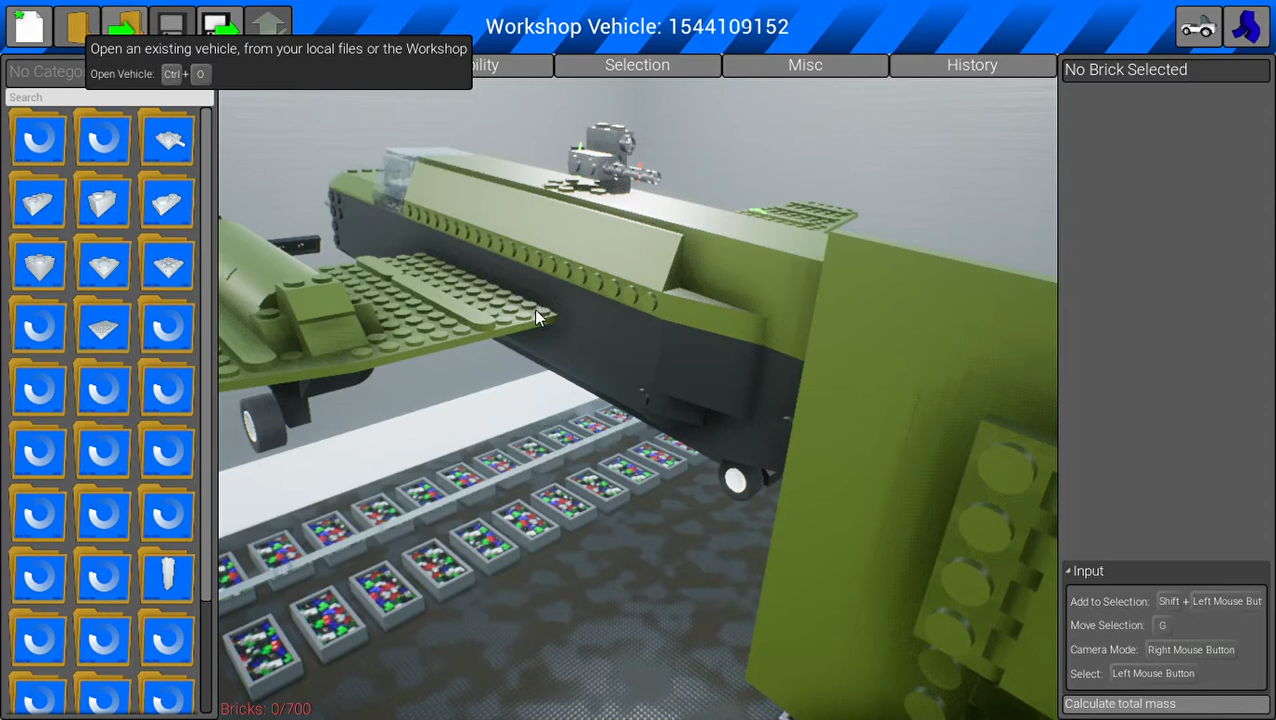 Workshop Vehicle: 1544109152
Open an existing vehicle, from your local files or the Workshop
Open Vehicle: Ctrl + O
No Catego
Search
bility
Selection
Misc
History
No Brick Selected
Input
Add to Selection: Shift + Left Mouse But
Move Selection: G
Camera Mode: Right Mouse Button
Select: Left Mouse Button
Calculate total mass
Bricks: 0/700